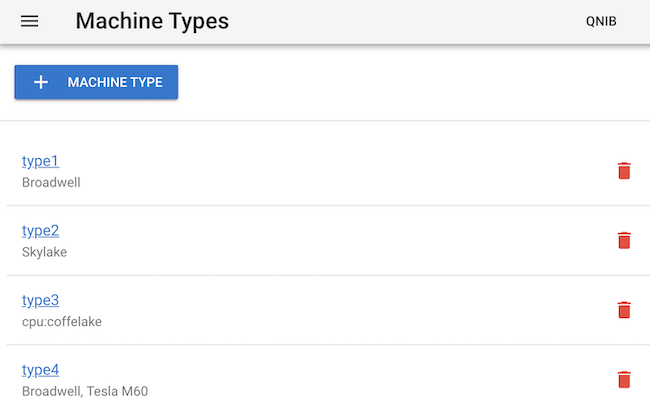 Machine Types
QNIB
MACHINE TYPE
type1
Broadwell
type2
Skylake
type3
cpu:coffelake
type4
Broadwell, Tesla M60